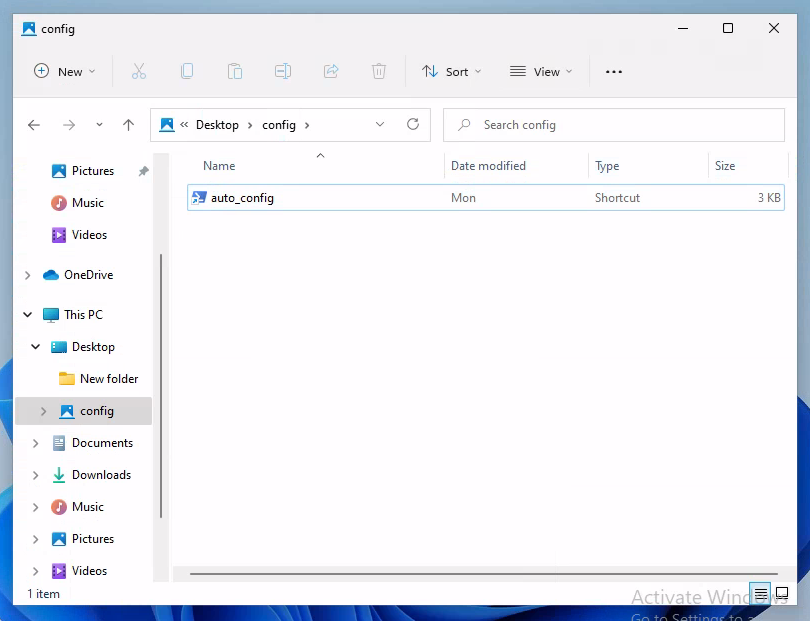 config
New
Sort
View
« Desktop › config ›
Search config
Name
Date modified
Type
Size
auto_config
Mon
Shortcut
3 KB
Pictures
Music
Videos
OneDrive
This PC
Desktop
New folder
config
Documents
Downloads
Music
Pictures
Videos
1 item
Activate Windows
Go to Settings to a